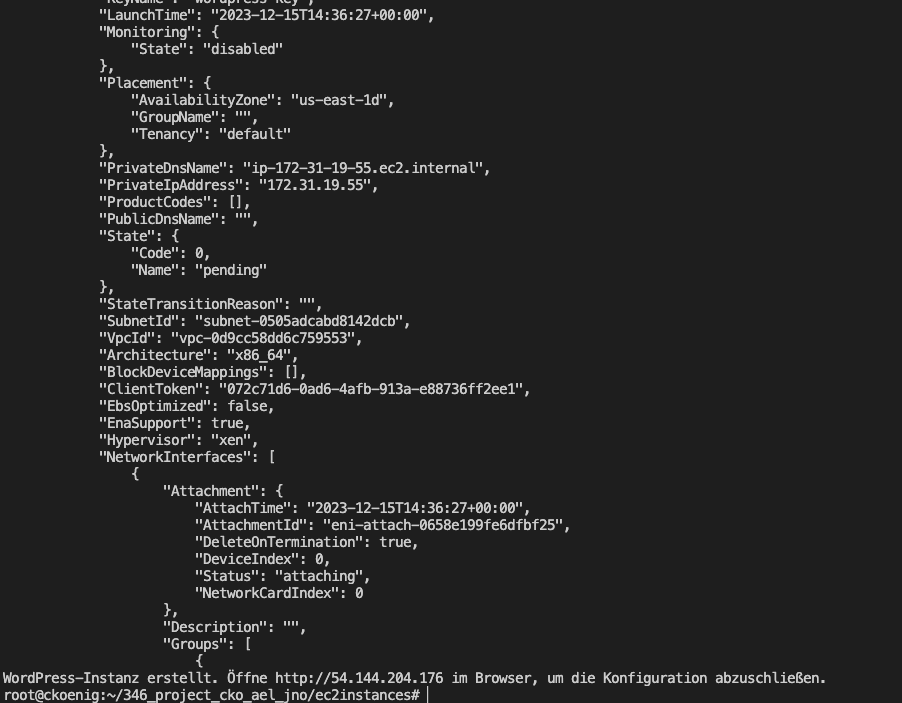 "KeyName": "wordpress-key",
"LaunchTime": "2023-12-15T14:36:27+00:00",
"Monitoring": {
"State": "disabled"
},
"Placement": {
"AvailabilityZone": "us-east-1d",
"GroupName": "",
"Tenancy": "default"
},
"PrivateDnsName": "ip-172-31-19-55.ec2.internal",
"PrivateIpAddress": "172.31.19.55",
"ProductCodes": [],
"PublicDnsName": "",
"State": {
"Code": 0,
"Name": "pending"
},
"StateTransitionReason": "",
"SubnetId": "subnet-0505adcabd8142dcb",
"VpcId": "vpc-0d9cc58dd6c759553",
"Architecture": "x86_64",
"BlockDeviceMappings": [],
"ClientToken": "072c71d6-0ad6-4afb-913a-e88736ff2ee1",
"EbsOptimized": false,
"EnaSupport": true,
"Hypervisor": "xen",
"NetworkInterfaces": [
{
"Attachment": {
"AttachTime": "2023-12-15T14:36:27+00:00",
"AttachmentId": "eni-attach-0658e199fe6dfbf25",
"DeleteOnTermination": true,
"DeviceIndex": 0,
"Status": "attaching",
"NetworkCardIndex": 0
},
"Description": "",
"Groups": [
{
WordPress-Instanz erstellt. Öffne http://54.144.204.176 im Browser, um die Konfiguration abzuschließen.
root@ckoenig:~/346_project_cko_ael_jno/ec2instances#